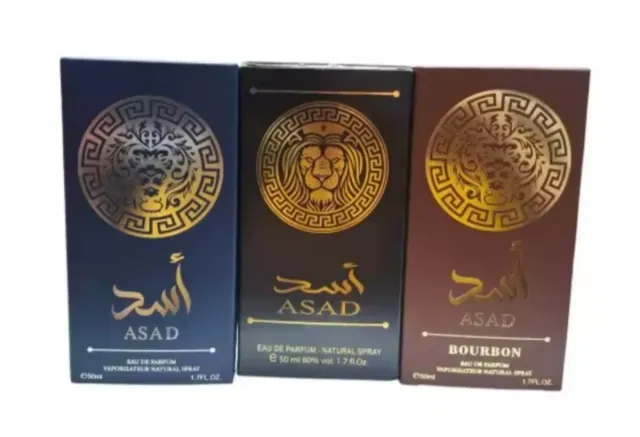 أسد
ASAD
EAU DE PARFUM
VAPORISATEUR NATURAL SPRAY
℮50ml 1.7FL.OZ.
أسد
ASAD
EAU DE PARFUM - NATURAL SPRAY
℮ 50 ml 80% vol. 1.7 fl.Oz
أسد
ASAD
BOURBON
EAU DE PARFUM
VAPORISATEUR NATURAL SPRAY
℮50ml 1.7FL.OZ.